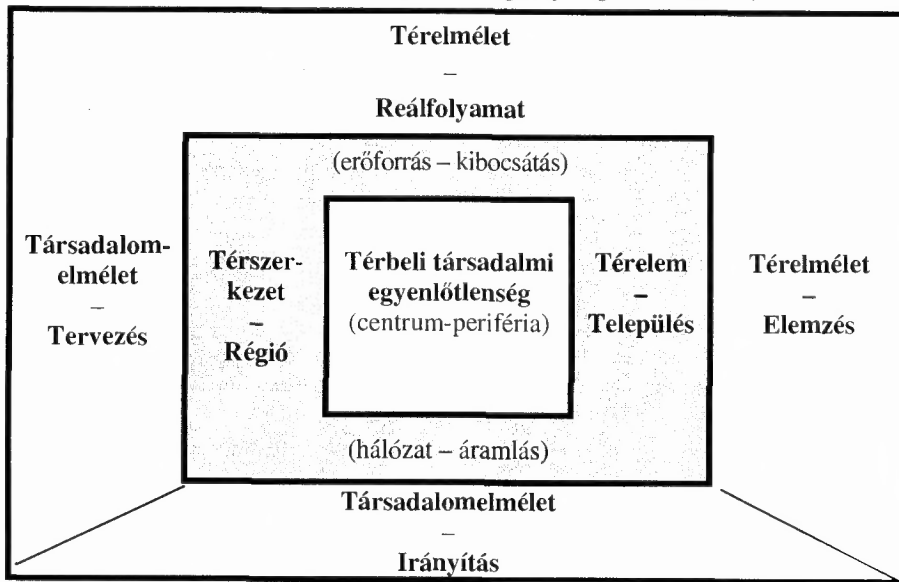 Térelmélet
–
Reálfolyamat
(erőforrás – kibocsátás)
Társadalom-
elmélet
–
Tervezés
Térszer-
kezet
–
Régió
Térbeli társadalmi
egyenlőtlenség
(centrum-periféria)
Térelem
–
Település
Térelmélet
–
Elemzés
(hálózat – áramlás)
Társadalomelmélet
–
Irányítás